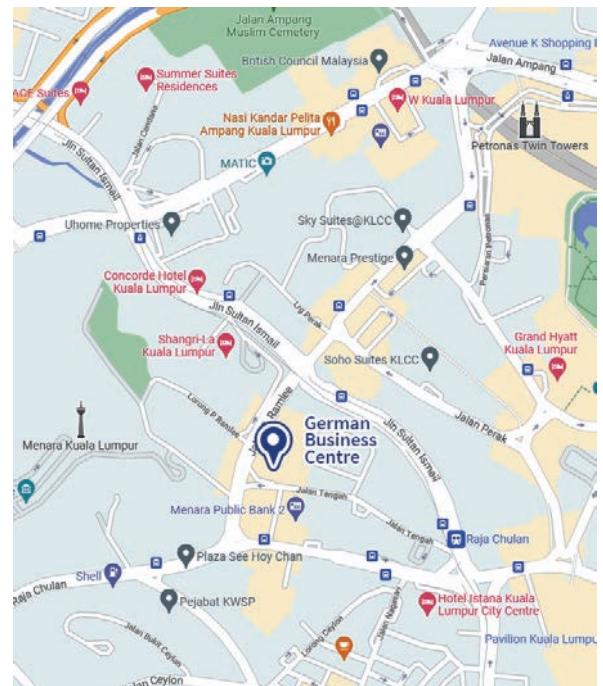 Jalan Ampang
Muslim Cemetery
Avenue K Shopping
British Council Malaysia
Jalan Ampang
ACE Suites
Summer Suites
Residences
W Kuala Lumpur
Nasi Kandar Pelita
Ampang Kuala Lumpur
Jalan Cendana
Petronas Twin Towers
Jln Sultan Ismail
MATIC
Uhome Properties
Sky Suites@KLCC
Menara Prestige
Persiaran Petronas
Concorde Hotel
Kuala Lumpur
Jln Sultan Ismail
Lrg Perak
Shangri-La
Kuala Lumpur
Grand Hyatt
Kuala Lumpur
Soho Suites KLCC
Ramlee
Lorong P Ramlee
Jalan Perak
German
Business
Centre
Jln Sultan Ismail
Menara Kuala Lumpur
Jalan Tengah
Menara Public Bank 2
Jalan Tengah
Raja Chulan
Plaza See Hoy Chan
Shell
Raja Chulan
Pejabat KWSP
Hotel Istana Kuala
Lumpur City Centre
Jalan Nagasari
Lorong Ceylon
Jalan Bukit Ceylon
Pavilion Kuala
an Ceylon